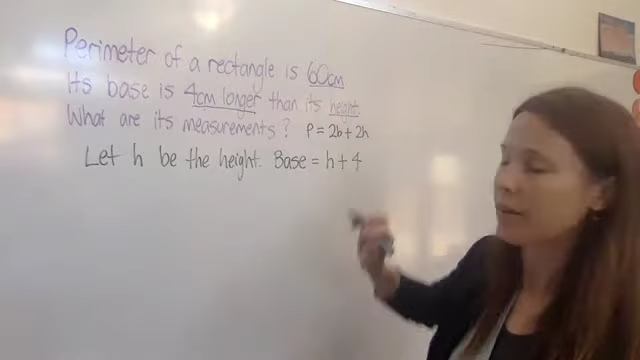 Perimeter of a rectangle is 60cm
Its base is 4cm longer than its height.
What are its measurements? P = 2b + 2h
Let h be the height. Base = h + 4